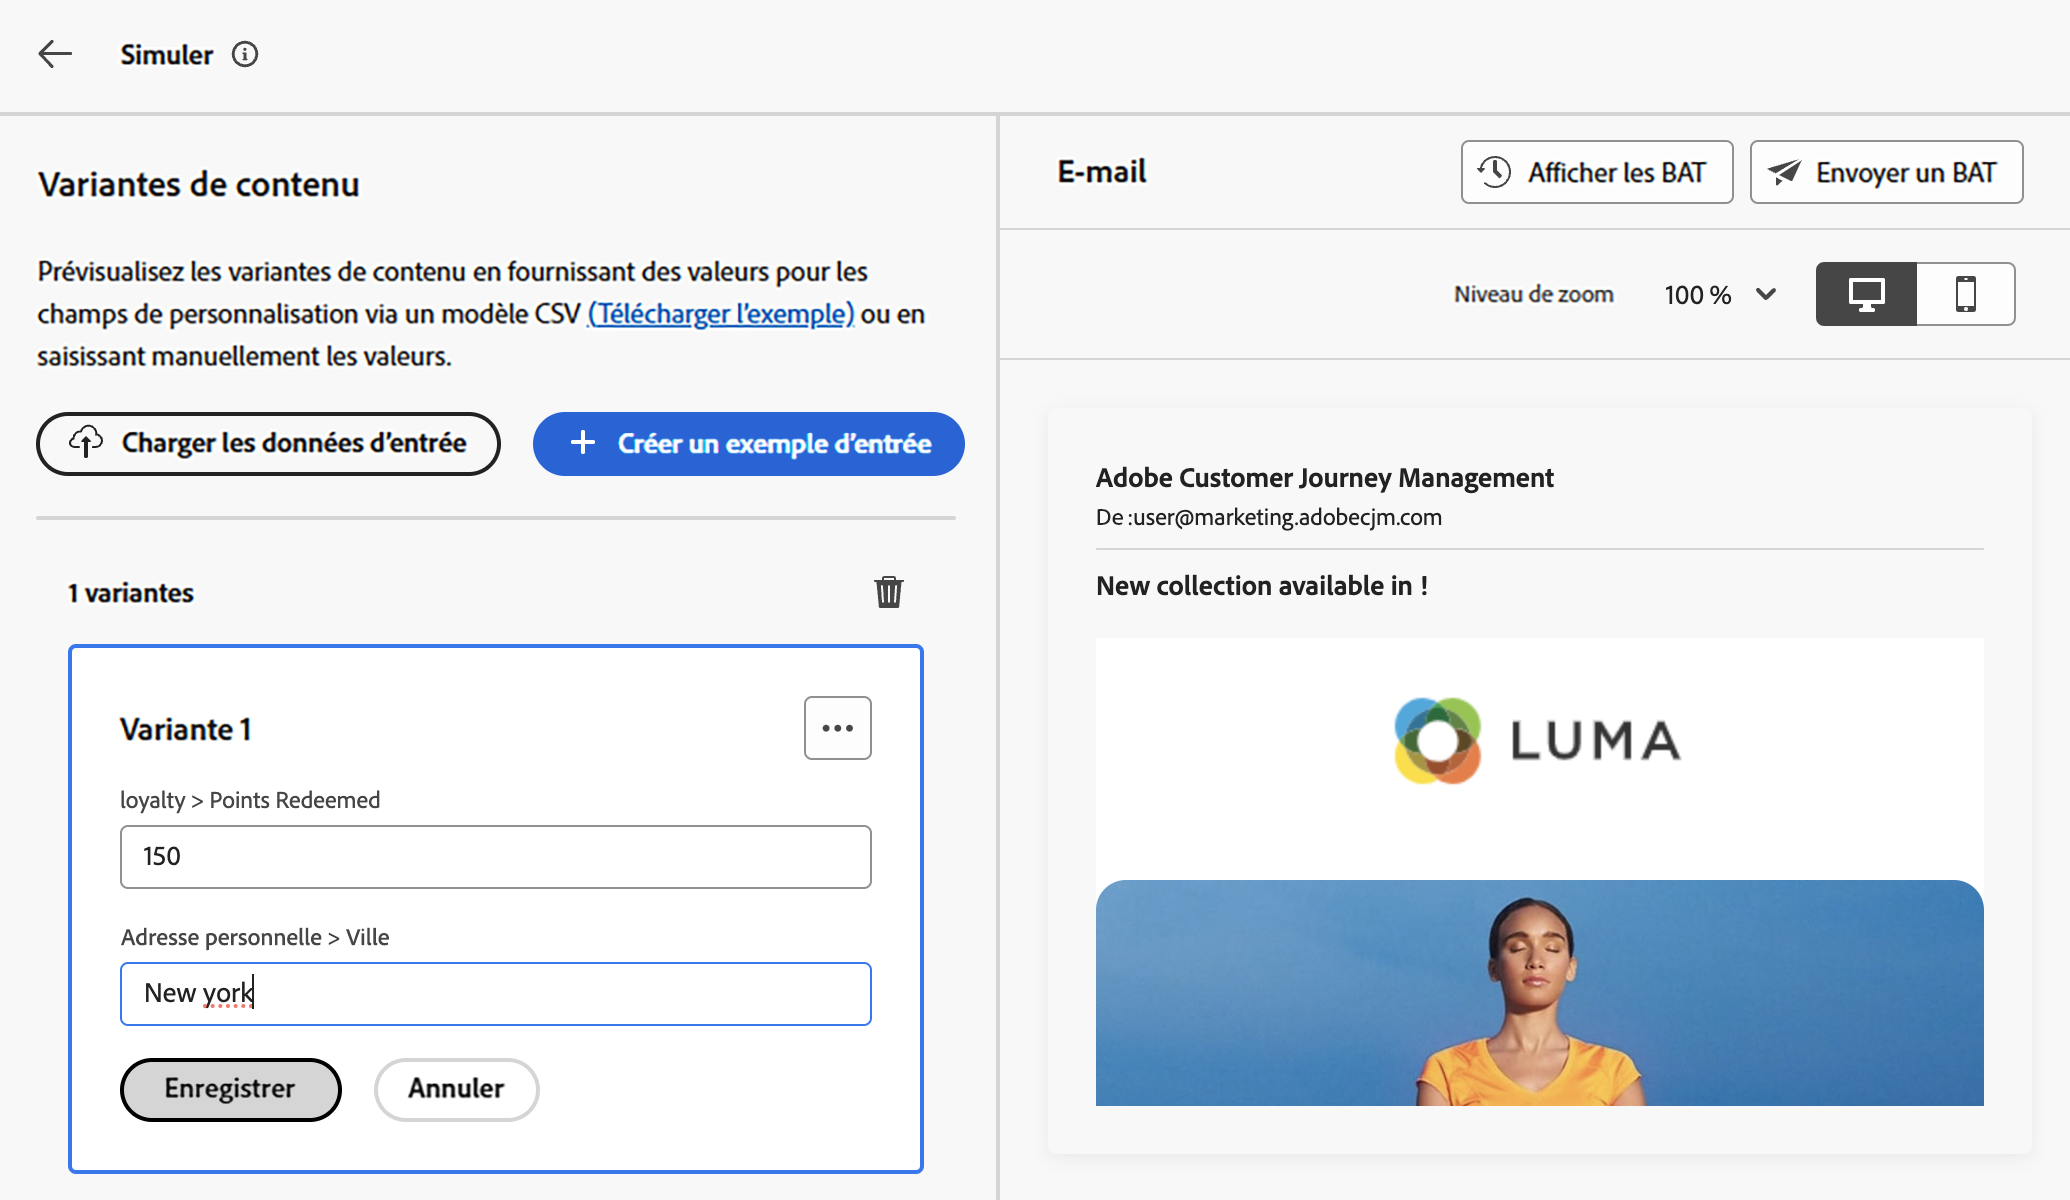 Simuler
Variantes de contenu
Prévisualisez les variantes de contenu en fournissant des valeurs pour les
champs de personnalisation via un modèle CSV (Télécharger l’exemple) ou en
saisissant manuellement les valeurs.
Charger les données d’entrée
Créer un exemple d’entrée
1 variantes
Variante 1
loyalty > Points Redeemed
150
Adresse personnelle > Ville
New york
Enregistrer
Annuler
E-mail
Afficher les BAT
Envoyer un BAT
Niveau de zoom
100 %
Adobe Customer Journey Management
De :user@marketing.adobecjm.com
New collection available in !
LUMA